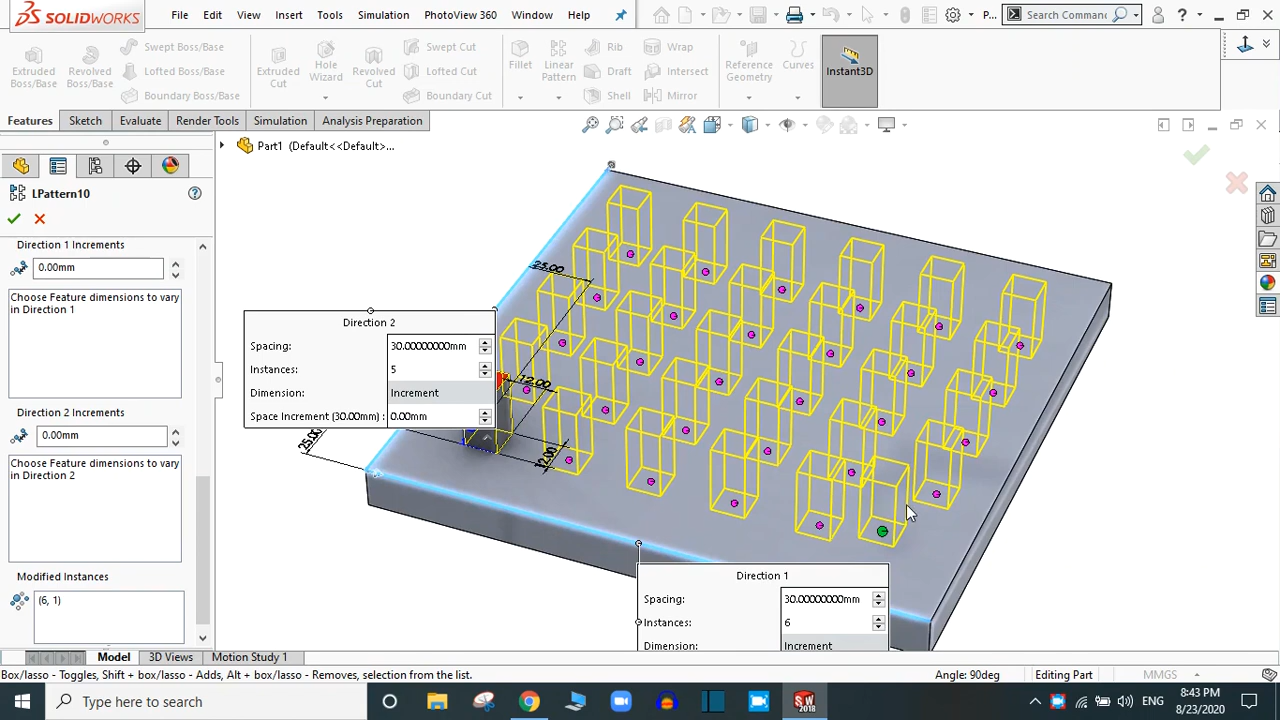 SOLIDWORKS
File Edit View Insert Tools Simulation PhotoView 360 Window Help
P...
Search Comman
Extruded Boss/Base
Revolved Boss/Base
Swept Boss/Base
Lofted Boss/Base
Boundary Boss/Base
Extruded Cut
Hole Wizard
Revolved Cut
Swept Cut
Lofted Cut
Boundary Cut
Fillet
Linear Pattern
Rib
Draft
Shell
Wrap
Intersect
Mirror
Reference Geometry
Curves
Instant3D
Features Sketch Evaluate Render Tools Simulation Analysis Preparation
Part1 (Default<<Default>...
LPattern10
Direction 1 Increments
0.00mm
Choose Feature dimensions to vary
in Direction 1
Direction 2 Increments
0.00mm
Choose Feature dimensions to vary
in Direction 2
Modified Instances
(6, 1)
25.00
12.00
25.00
12.00
Direction 2
Spacing: 30.00000000mm
Instances: 5
Dimension: Increment
Space Increment (30.00mm) : 0.00mm
Direction 1
Spacing: 30.00000000mm
Instances: 6
Dimension: Increment
Model 3D Views Motion Study 1
Box/lasso - Toggles, Shift + box/lasso - Adds, Alt + box/lasso - Removes, selection from the list.
Angle: 90deg
Editing Part
MMGS
Type here to search
SW
2018
ENG
8:43 PM
8/23/2020